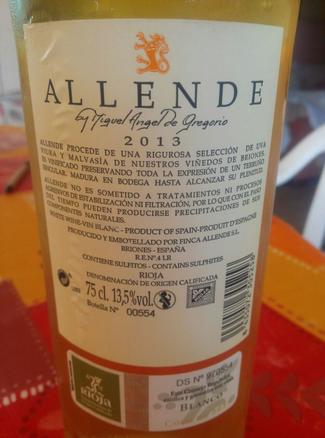 ALLENDE
by Miguel Angel de Gregorio
2013
ALLENDE PROCEDE DE UNA RIGUROSA SELECCIÓN DE UVA
VIURA Y MALVASÍA DE NUESTROS VIÑEDOS DE BRIONES
ES VINIFICADO PRESERVANDO TODA LA EXPRESIÓN DE UN TERRUÑO
SINGULAR. MADURA EN BODEGA HASTA ALCANZAR SU PLENITUD.
ALLENDE NO ES SOMETIDO A TRATAMIENTOS NI PROCESOS
AGRESIVOS DE ESTABILIZACIÓN NI FILTRACIÓN, POR LO QUE CON EL PASO
DEL TIEMPO PUEDEN PRODUCIRSE PRECIPITACIONES DE SUS
COMPONENTES NATURALES.
WHITE WINE-VIN BLANC - PRODUCT OF SPAIN-PRODUIT D'ESPAGNE
PRODUCIDO Y EMBOTELLADO POR FINCA ALLENDE S.L.
BRIONES - ESPAÑA
R.E.Nº.4 LR
CONTIENE SULFITOS - CONTAINS SULPHITES
RIOJA
DENOMINACIÓN DE ORIGEN CALIFICADA
75 cl. 13,5%vol.
Botella Nº 00554
RIOJA
DS Nº
BLANCO